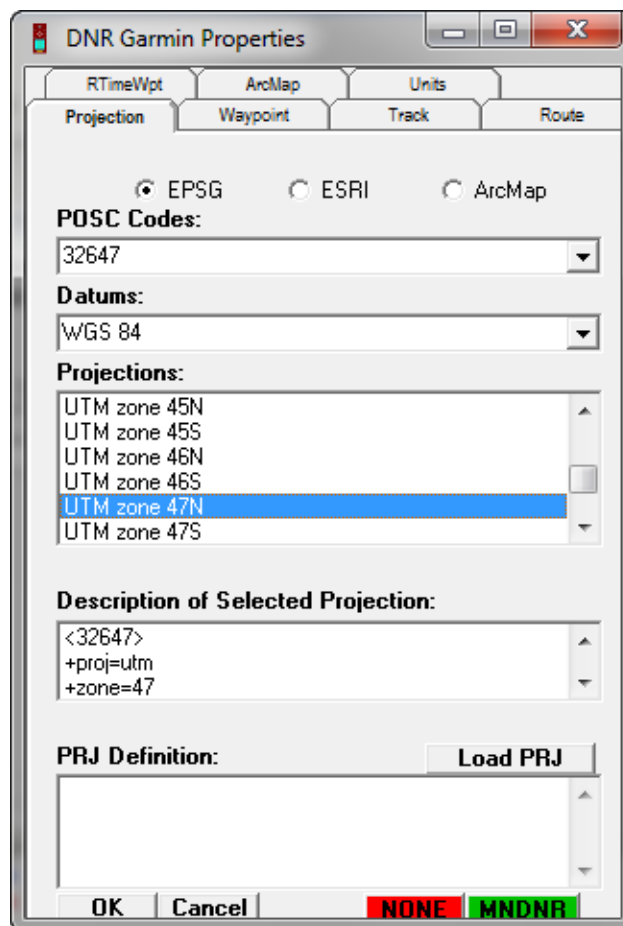 DNR Garmin Properties
RTimeWpt ArcMap Units
Projection Waypoint Track Route
EPSG ESRI ArcMap
POSC Codes:
32647
Datums:
WGS 84
Projections:
UTM zone 45N
UTM zone 45S
UTM zone 46N
UTM zone 46S
UTM zone 47N
UTM zone 47S
Description of Selected Projection:
<32647>
+proj=utm
+zone=47
PRJ Definition: Load PRJ
OK Cancel NONE MNDNR